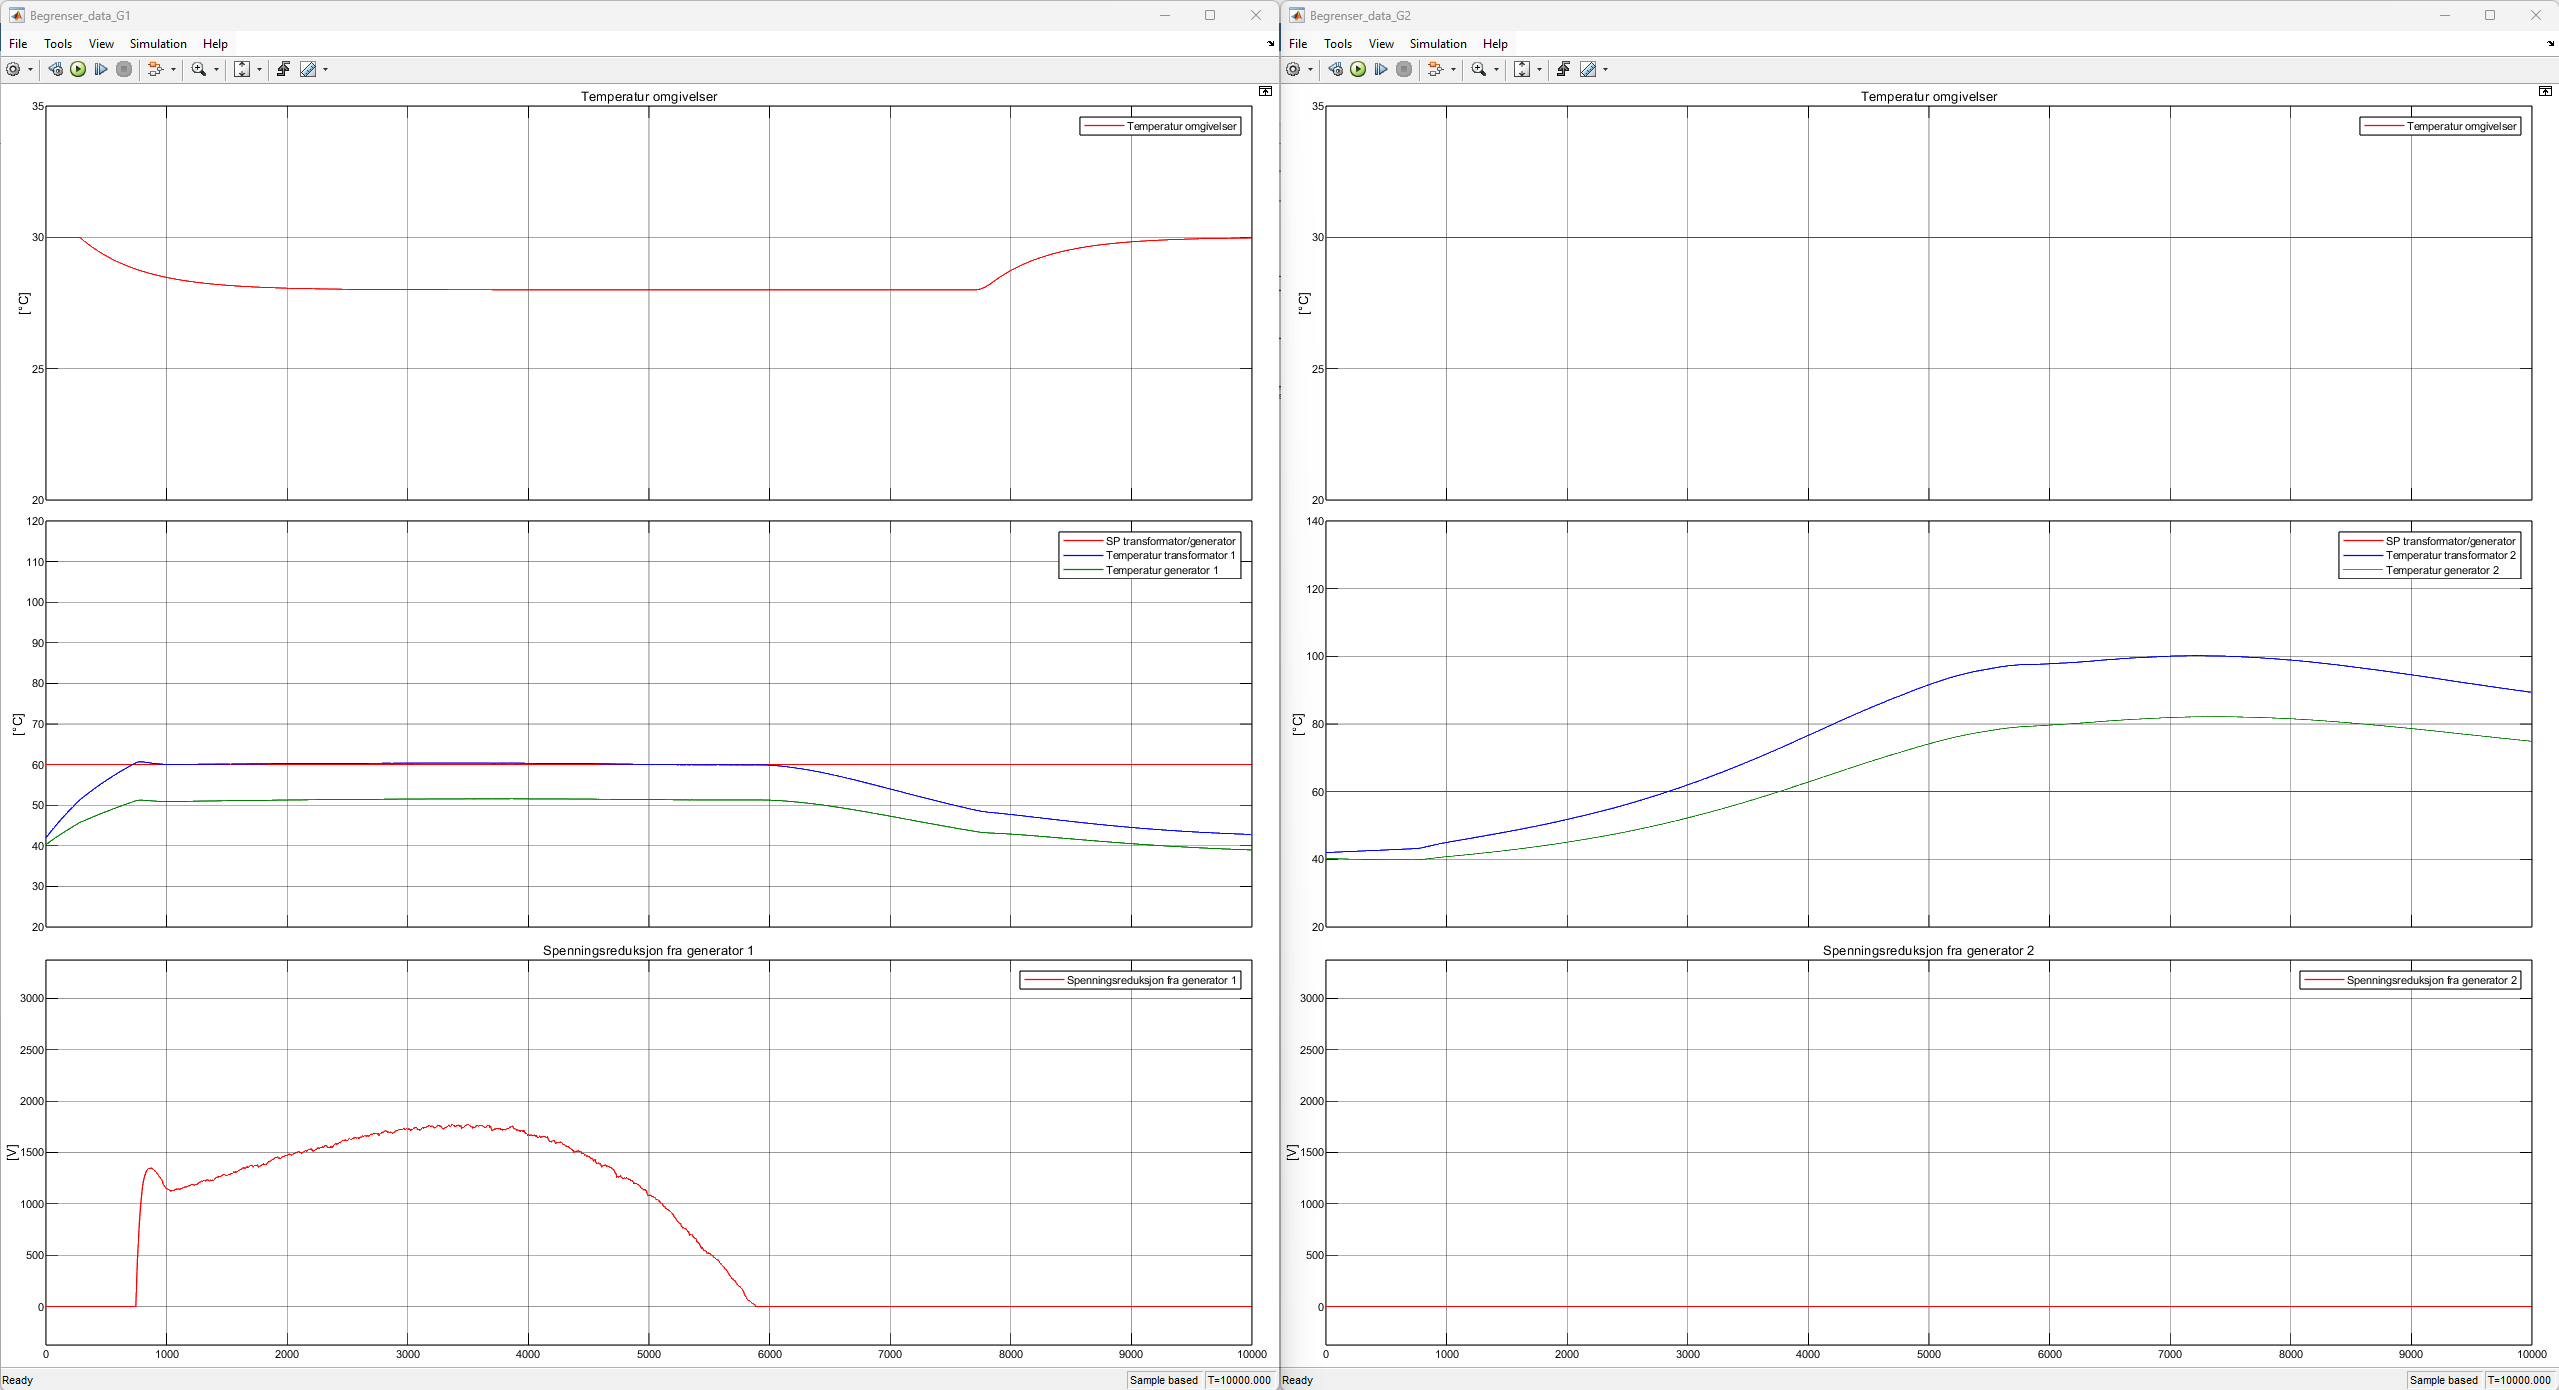 Begrenser_data_G1
File Tools View Simulation Help
Temperatur omgivelser
Temperatur omgivelser
35
30
25
20
[°C]
SP transformator/generator
Temperatur transformator 1
Temperatur generator 1
120
110
100
90
80
70
60
50
40
30
20
[°C]
Spenningsreduksjon fra generator 1
Spenningsreduksjon fra generator 1
3000
2500
2000
1500
1000
500
0
[V]
0 1000 2000 3000 4000 5000 6000 7000 8000 9000 10000
Ready Sample based T=10000.000
Begrenser_data_G2
File Tools View Simulation Help
Temperatur omgivelser
Temperatur omgivelser
35
30
25
20
[°C]
SP transformator/generator
Temperatur transformator 2
Temperatur generator 2
140
120
100
80
60
40
20
[°C]
Spenningsreduksjon fra generator 2
Spenningsreduksjon fra generator 2
3000
2500
2000
1500
1000
500
0
[V]
0 1000 2000 3000 4000 5000 6000 7000 8000 9000 10000
Ready Sample based T=10000.000